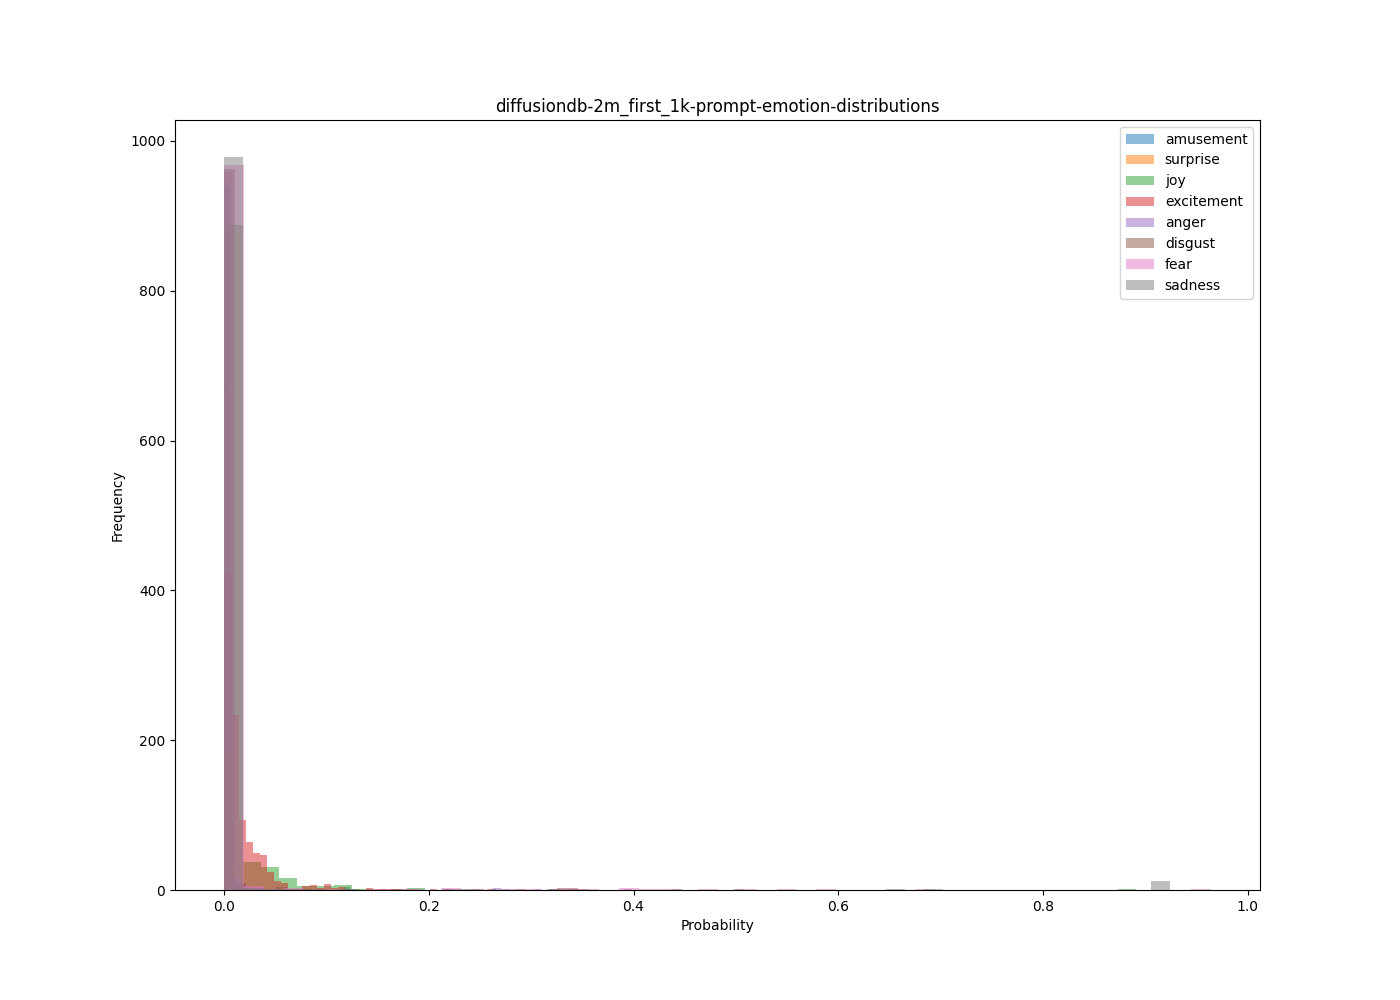 diffusiondb-2m_first_1k-prompt-emotion-distributions
amusement
surprise
joy
excitement
anger
disgust
fear
sadness
1000
800
600
400
200
0
Frequency
0.0 0.2 0.4 0.6 0.8 1.0
Probability